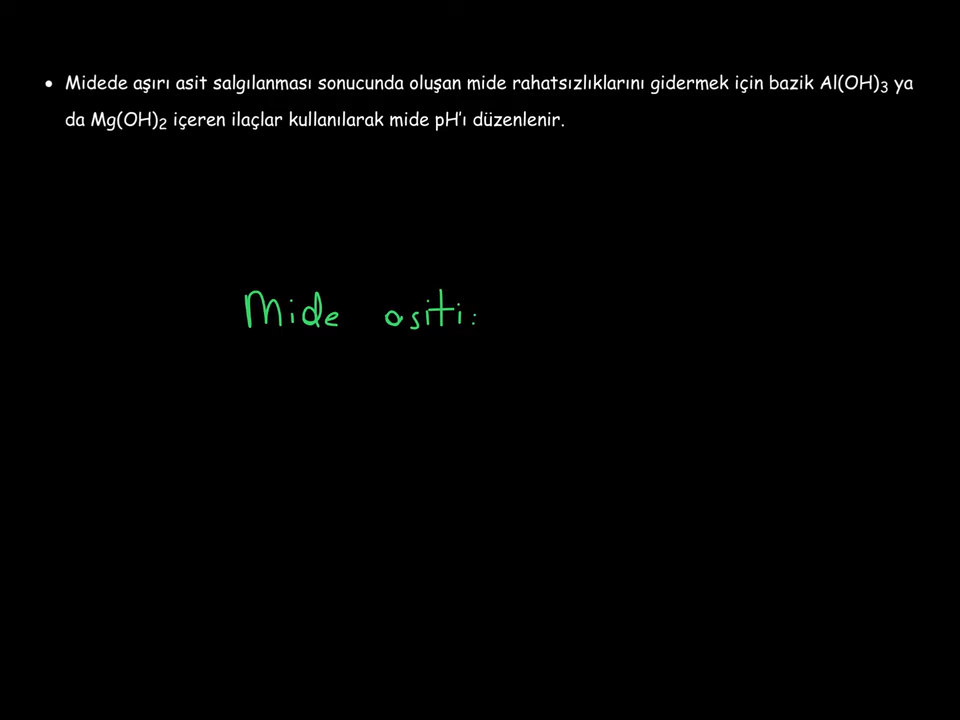 • Midede aşırı asit salgılanması sonucunda oluşan mide rahatsızlıklarını gidermek için bazik Al(OH)₃ ya
da Mg(OH)₂ içeren ilaçlar kullanılarak mide pH'ı düzenlenir.
Mide asiti: